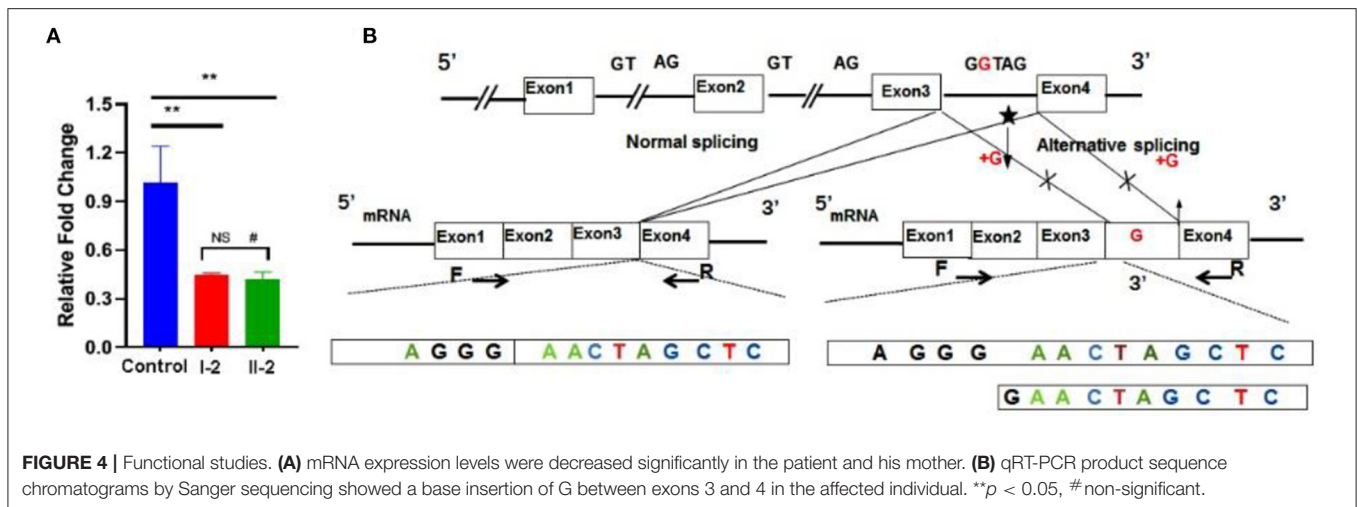 A
**
**
1.5
1.2
0.9
0.6
0.3
0.0
Relative Fold Change
NS #
Control I-2 II-2
B
5’ GT AG GT AG GGTAG 3’
Exon1 Exon2 Exon3 Exon4
Normal splicing
Alternative splicing
+G +G
5’ mRNA 3’
Exon1 Exon2 Exon3 Exon4
F R
A G G G A A C T A G C T C
5’ mRNA 3’
Exon1 Exon2 Exon3 G Exon4
F 3’ R
A G G G A A C T A G C T C
G A A C T A G C T C
FIGURE 4 | Functional studies. (A) mRNA expression levels were decreased significantly in the patient and his mother. (B) qRT-PCR product sequence
chromatograms by Sanger sequencing showed a base insertion of G between exons 3 and 4 in the affected individual. **p < 0.05, #non-significant.